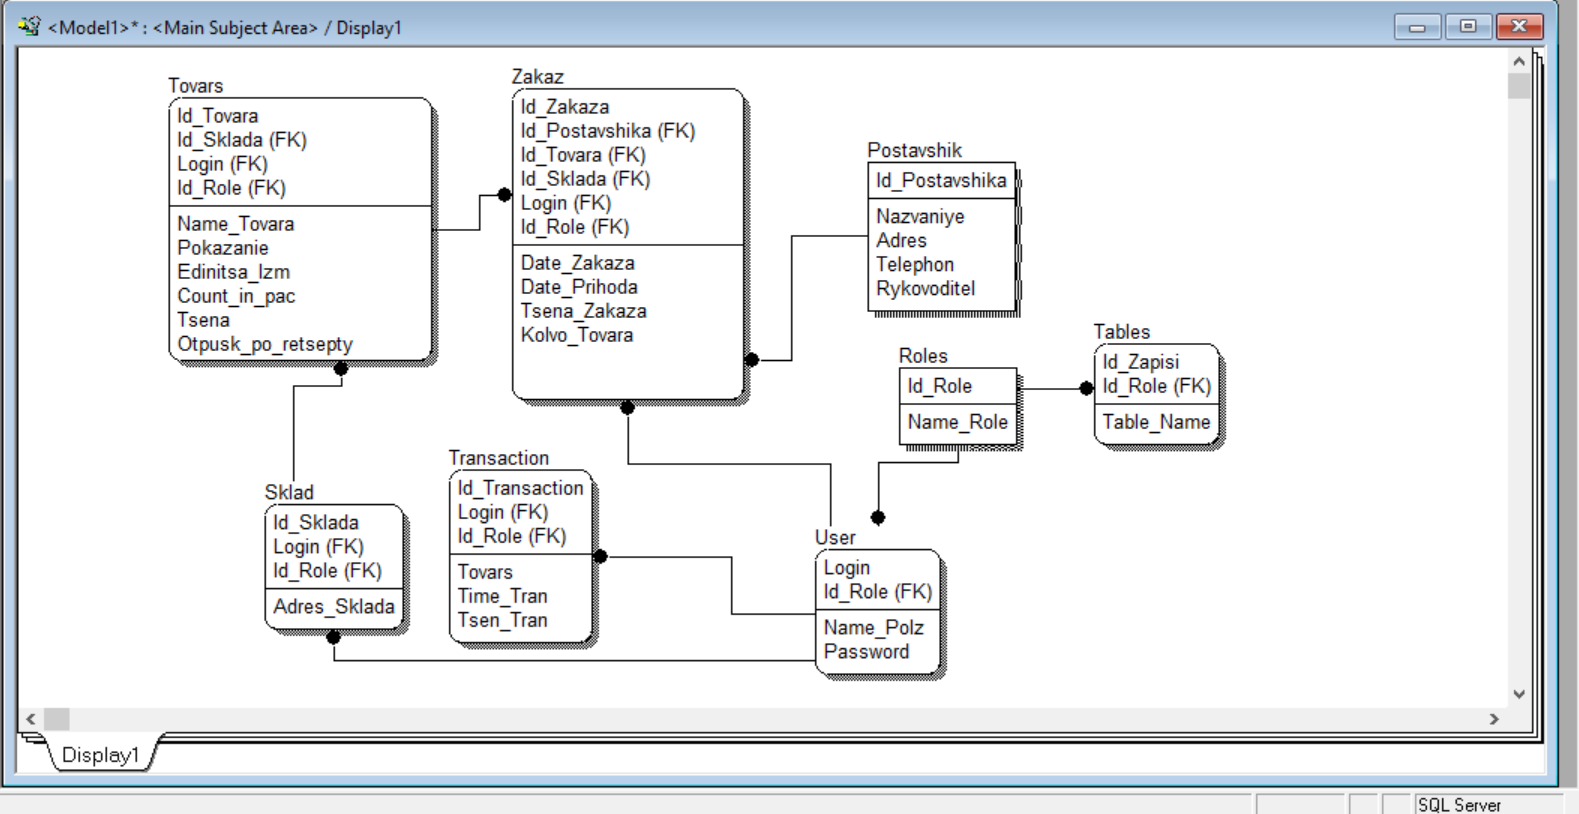 <Model1>* : <Main Subject Area> / Display1
Tovars
Id_Tovara
Id_Sklada (FK)
Login (FK)
Id_Role (FK)
Name_Tovara
Pokazanie
Edinitsa_Izm
Count_in_pac
Tsena
Otpusk_po_retsepty
Zakaz
Id_Zakaza
Id_Postavshika (FK)
Id_Tovara (FK)
Id_Sklada (FK)
Login (FK)
Id_Role (FK)
Date_Zakaza
Date_Prihoda
Tsena_Zakaza
Kolvo_Tovara
Postavshik
Id_Postavshika
Nazvaniye
Adres
Telephon
Rykovoditel
Roles
Id_Role
Name_Role
Tables
Id_Zapisi
Id_Role (FK)
Table_Name
Sklad
Id_Sklada
Login (FK)
Id_Role (FK)
Adres_Sklada
Transaction
Id_Transaction
Login (FK)
Id_Role (FK)
Tovars
Time_Tran
Tsen_Tran
User
Login
Id_Role (FK)
Name_Polz
Password
Display1
SQL Server